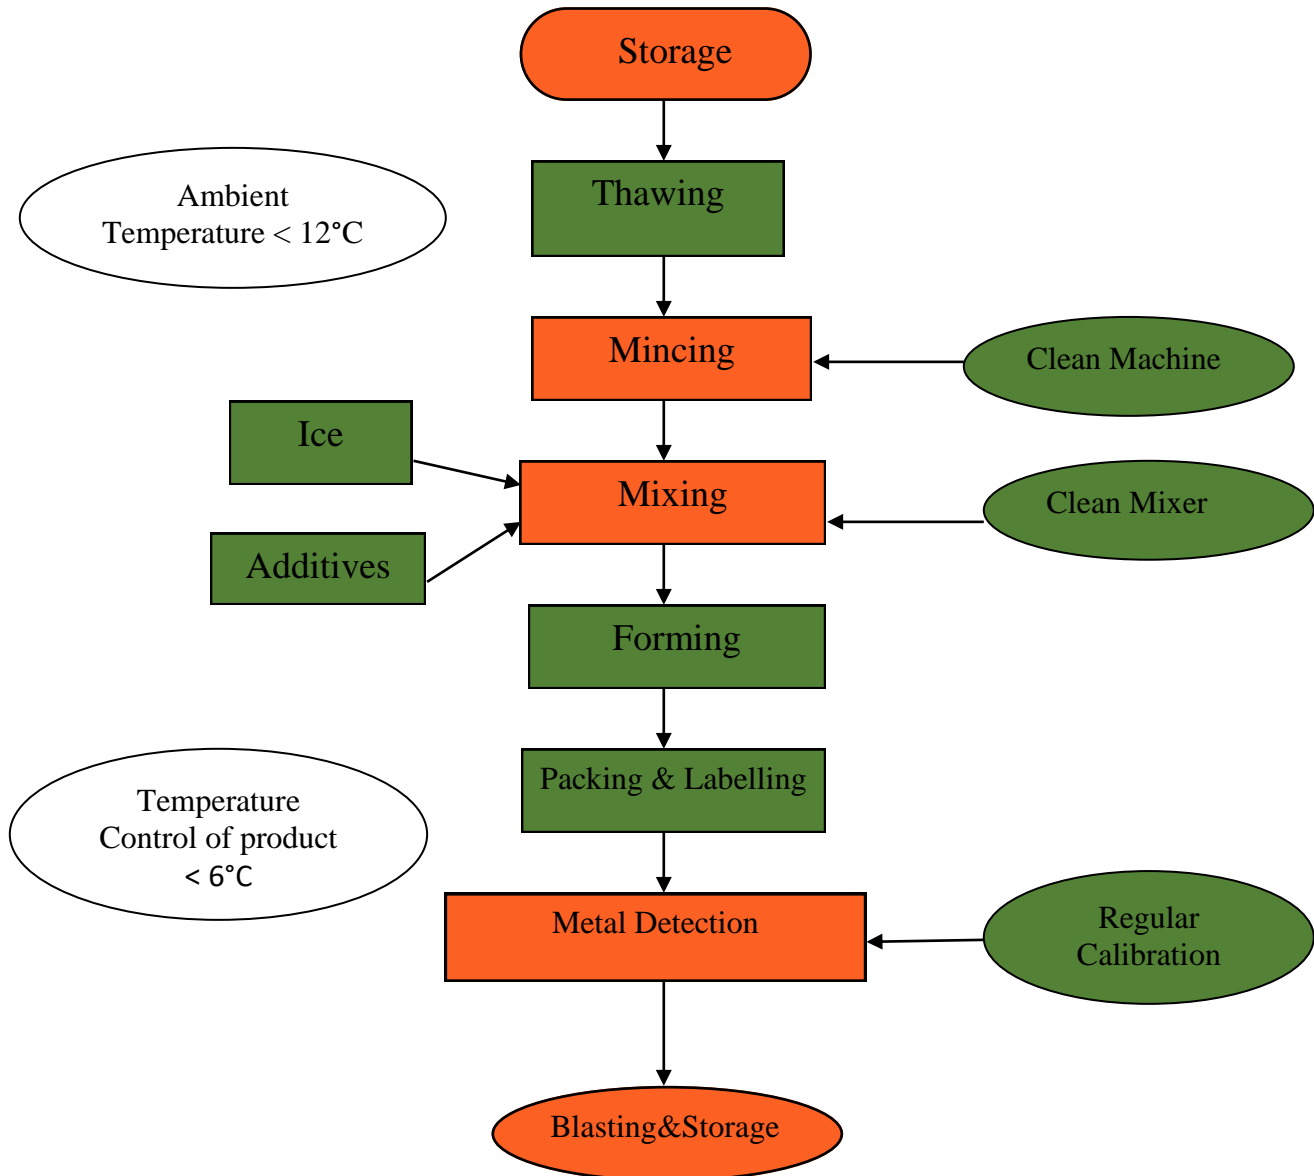 Storage
Thawing
Ambient
Temperature < 12°C
Mincing
Clean Machine
Ice
Mixing
Clean Mixer
Additives
Forming
Packing & Labelling
Temperature
Control of product
< 6°C
Metal Detection
Regular
Calibration
Blasting&Storage